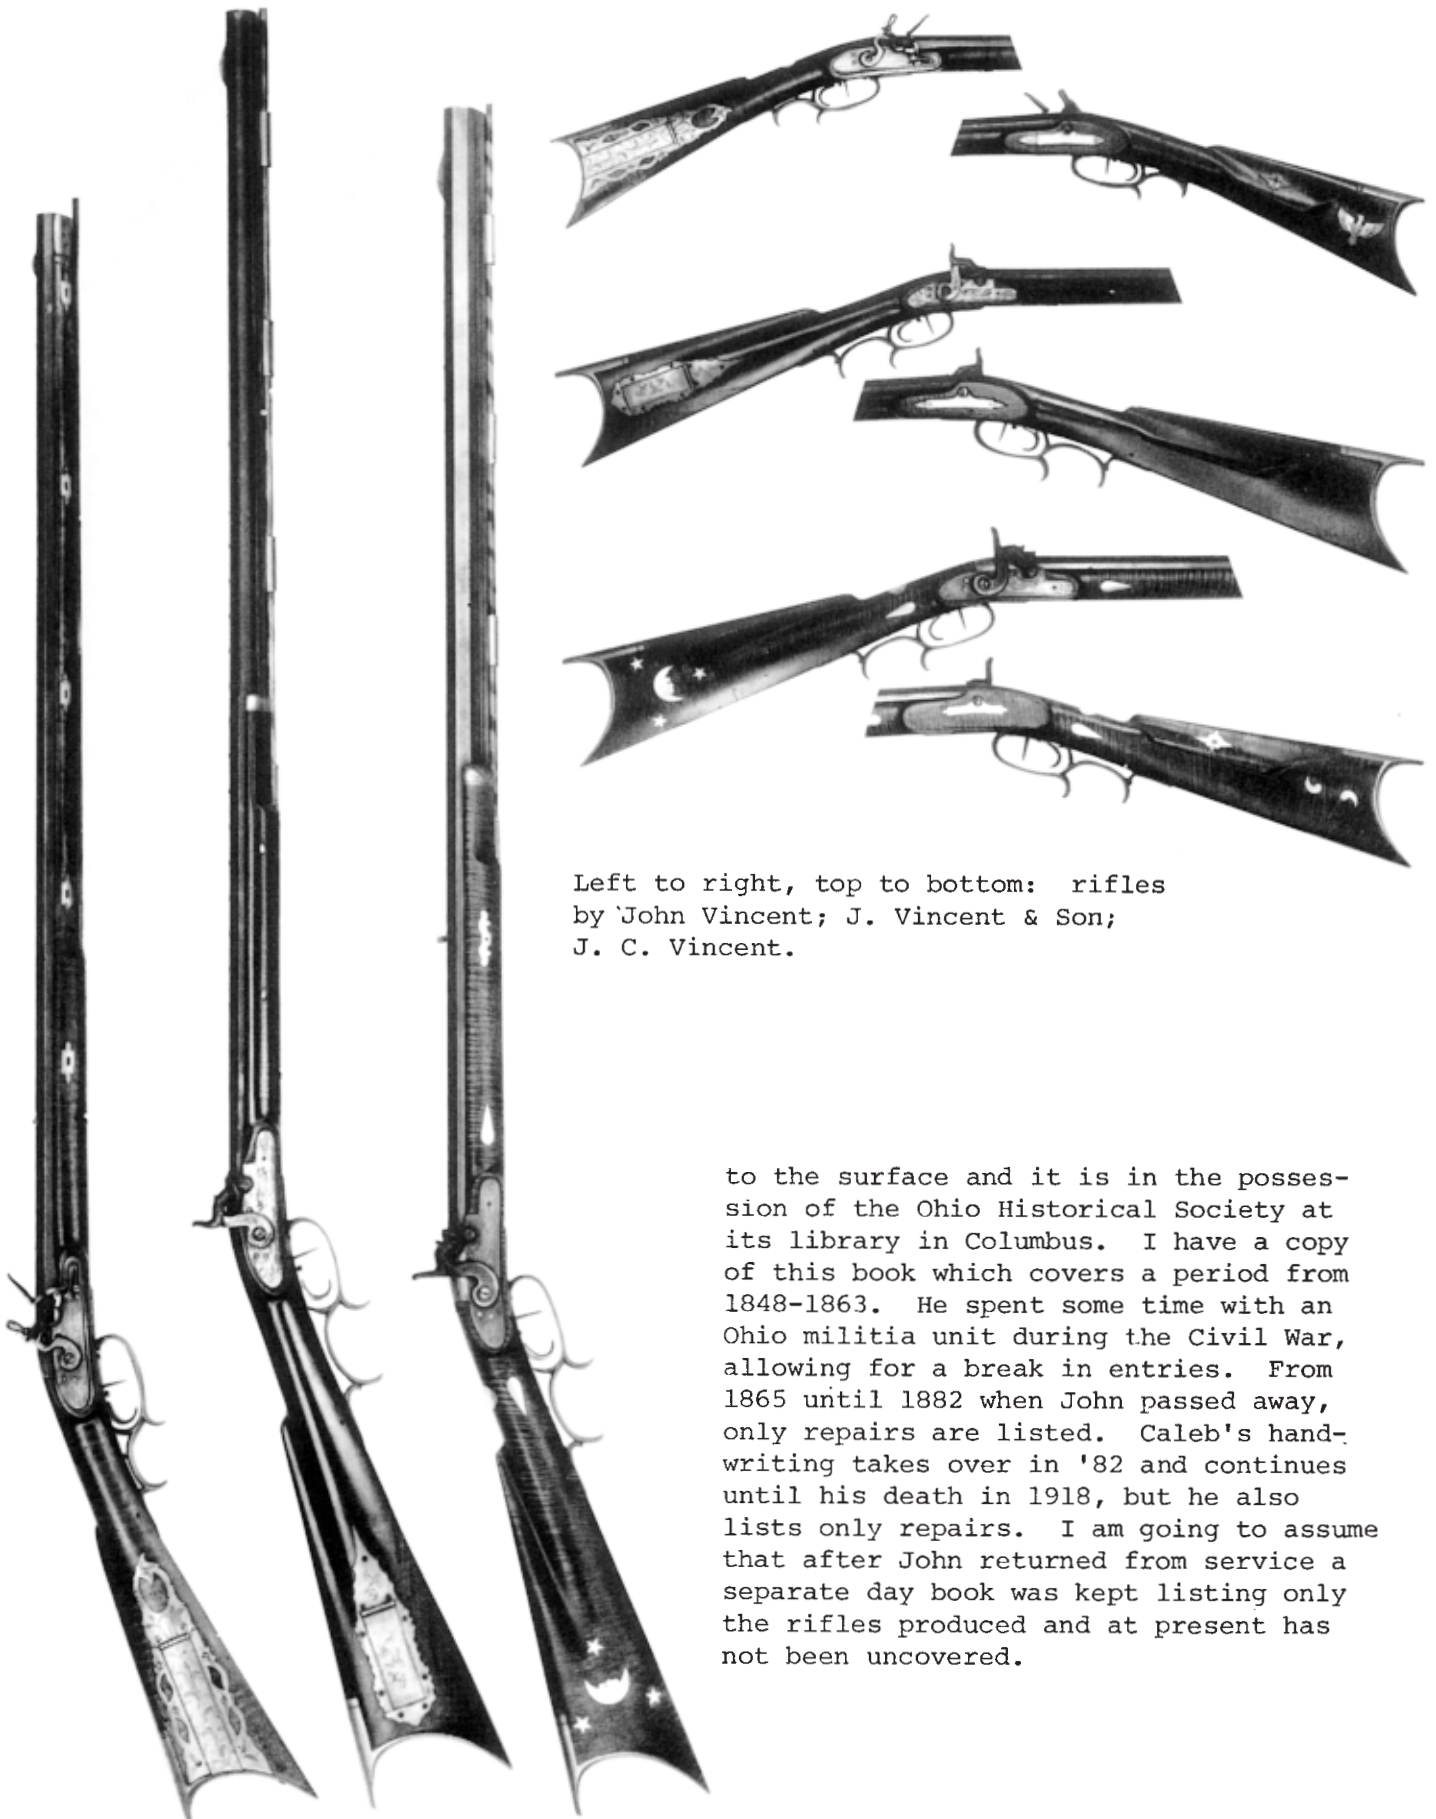 Left to right, top to bottom: rifles
by John Vincent; J. Vincent & Son;
J. C. Vincent.
to the surface and it is in the posses-
sion of the Ohio Historical Society at
its library in Columbus. I have a copy
of this book which covers a period from
1848-1863. He spent some time with an
Ohio militia unit during the Civil War,
allowing for a break in entries. From
1865 until 1882 when John passed away,
only repairs are listed. Caleb's hand-
writing takes over in '82 and continues
until his death in 1918, but he also
lists only repairs. I am going to assume
that after John returned from service a
separate day book was kept listing only
the rifles produced and at present has
not been uncovered.